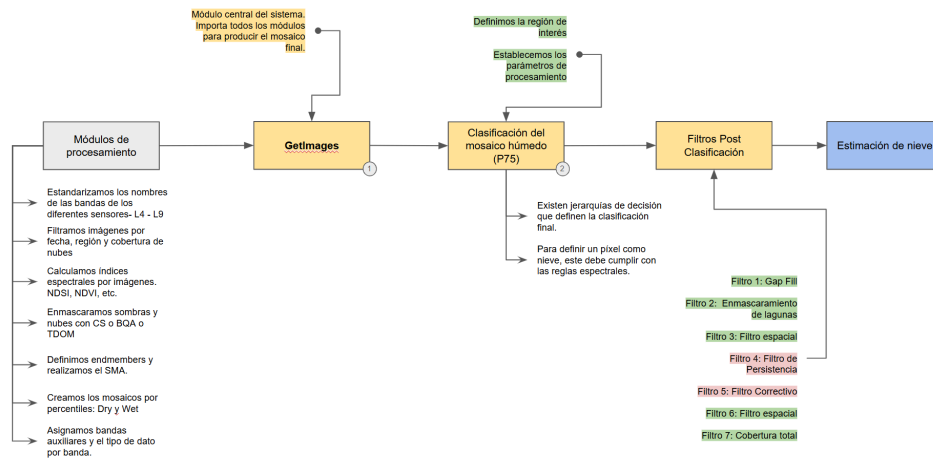 Módulo central del sistema.
Importa todos los módulos
para producir el mosaico
final.
Definimos la región de
interés
Establecemos los
parámetros de
procesamiento
Módulos de
procesamiento
GetImages
1
Clasificación del
mosaico húmedo
(P75)
2
Filtros Post
Clasificación
Estimación de nieve
Estandarizamos los nombres
de las bandas de los
diferentes sensores- L4 - L9
Filtramos imágenes por
fecha, región y cobertura de
nubes
Calculamos índices
espectrales por imágenes.
NDSI, NDVI, etc.
Enmascaramos sombras y
nubes con CS o BQA o
TDOM
Definimos endmembers y
realizamos el SMA.
Creamos los mosaicos por
percentiles: Dry y Wet
Asignamos bandas
auxiliares y el tipo de dato
por banda.
Existen jerarquías de decisión
que definen la clasificación
final.
Para definir un píxel como
nieve, este debe cumplir con
las reglas espectrales.
Filtro 1: Gap Fill
Filtro 2: Enmascaramiento
de lagunas
Filtro 3: Filtro espacial
Filtro 4: Filtro de
Persistencia
Filtro 5: Filtro Correctivo
Filtro 6: Filtro espacial
Filtro 7: Cobertura total